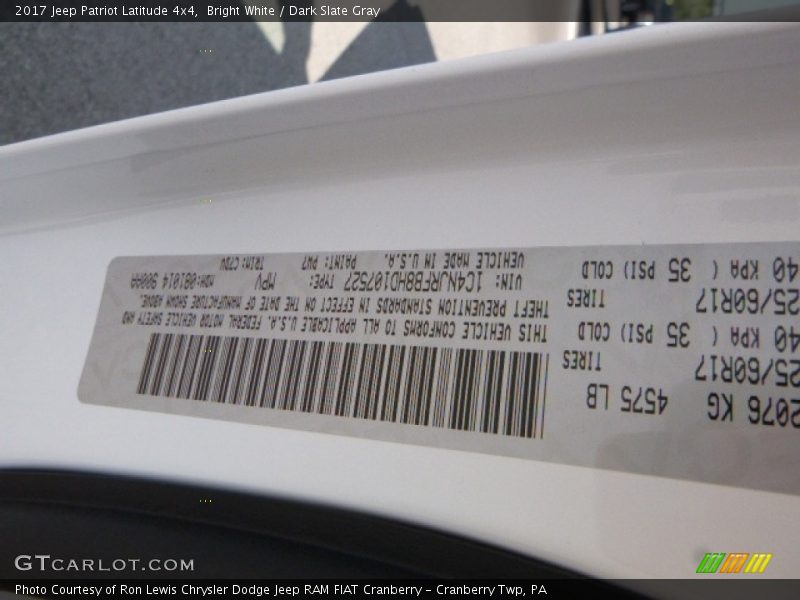 2017 Jeep Patriot Latitude 4x4,  Bright White / Dark Slate Gray
2076 KG 4575 LB
25/60R17 TIRES
40 KPA ( 35 PSI) COLD
25/60R17 TIRES
40 KPA ( 35 PSI) COLD
THIS VEHICLE CONFORMS TO ALL APPLICABLE U.S.A. FEDERAL MOTOR VEHICLE SAFETY AND
THEFT PREVENTION STANDARDS IN EFFECT ON THE DATE OF MANUFACTURE SHOWN ABOVE.
VIN: 1C4NJRFB8HD107527 TYPE: MPV MDH:081014 900AA
VEHICLE MADE IN U.S.A. PAINT: PW7 TRIM: C7DV
GTCARLOT.COM
Photo Courtesy of Ron Lewis Chrysler Dodge Jeep RAM FIAT Cranberry – Cranberry Twp, PA